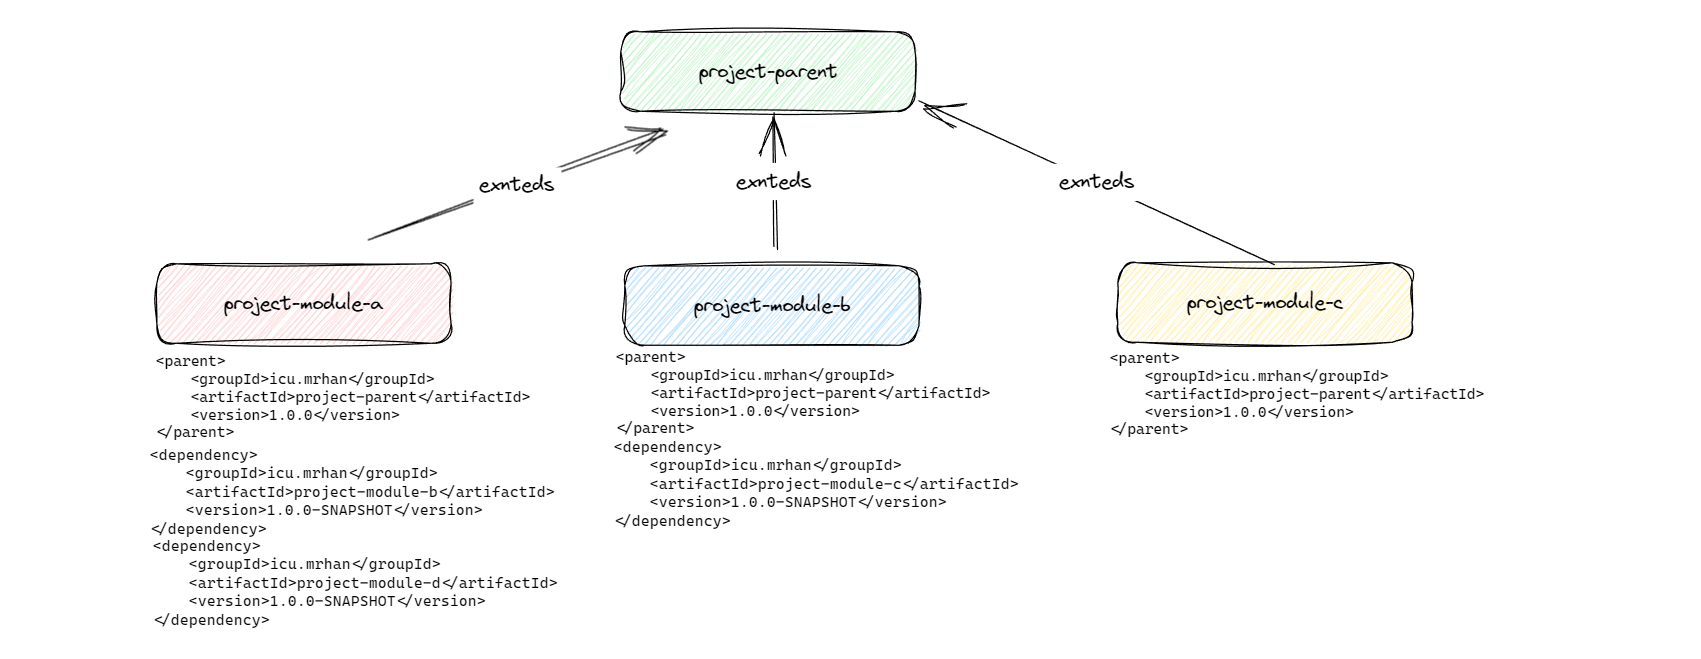 project-parent
exnteds
exnteds
exnteds
project-module-a
<parent>
<groupId>icu.mrhan</groupId>
<artifactId>project-parent</artifactId>
<version>1.0.0</version>
</parent>
<dependency>
<groupId>icu.mrhan</groupId>
<artifactId>project-module-b</artifactId>
<version>1.0.0-SNAPSHOT</version>
</dependency>
<dependency>
<groupId>icu.mrhan</groupId>
<artifactId>project-module-d</artifactId>
<version>1.0.0-SNAPSHOT</version>
</dependency>
project-module-b
<parent>
<groupId>icu.mrhan</groupId>
<artifactId>project-parent</artifactId>
<version>1.0.0</version>
</parent>
<dependency>
<groupId>icu.mrhan</groupId>
<artifactId>project-module-c</artifactId>
<version>1.0.0-SNAPSHOT</version>
</dependency>
project-module-c
<parent>
<groupId>icu.mrhan</groupId>
<artifactId>project-parent</artifactId>
<version>1.0.0</version>
</parent>